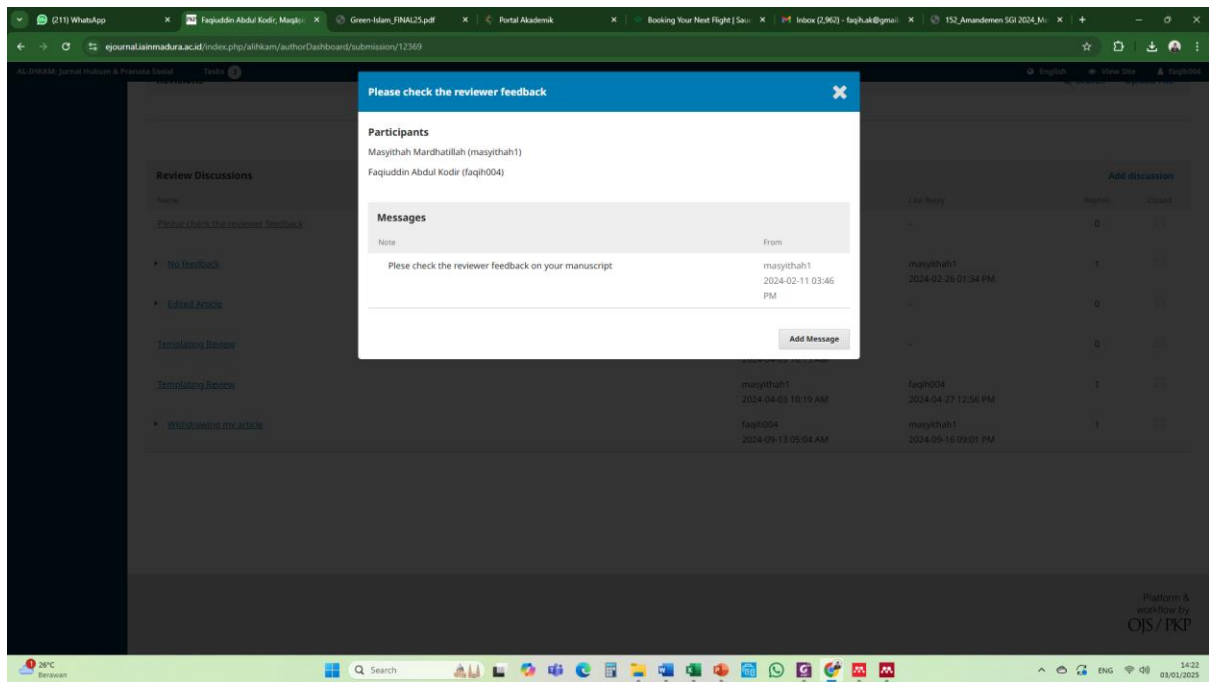 (211) WhatsApp
Faqiuddin Abdul Kodir, Maqāṣi
Green-Islam_FINAL25.pdf
Portal Akademik
Booking Your Next Flight | Sau
Inbox (2,962) - faqih.ak@gmail
152_Amandemen SGI 2024_M
ejournal.iainmadura.ac.id/index.php/alihkam/authorDashboard/submission/12369
AL-IHKAM: Jurnal Hukum & Pranata Sosial
Tasks
English
View Site
faqih004
Please check the reviewer feedback
Participants
Masyithah Mardhatillah (masyithah1)
Faqiuddin Abdul Kodir (faqih004)
Messages
Note From
Plese check the reviewer feedback on your manuscript
masyithah1
2024-02-11 03:46
PM
Add Message
Review Discussions
Add discussion
Name Last Reply Replies Closed
Please check the reviewer feedback - 0
No feedback masyithah1 1
2024-02-26 01:34 PM
Edited Article - 0
Templating Review - 0
Templating Review masyithah1 faqih004 1
2024-04-03 10:19 AM 2024-04-27 12:56 PM
Withdrawing my article faqih004 masyithah1 1
2024-09-13 05:04 AM 2024-09-16 09:01 PM
Platform &
workflow by
OJS / PKP
26°C
Berawan
Search
ENG
14:22
03/01/2025